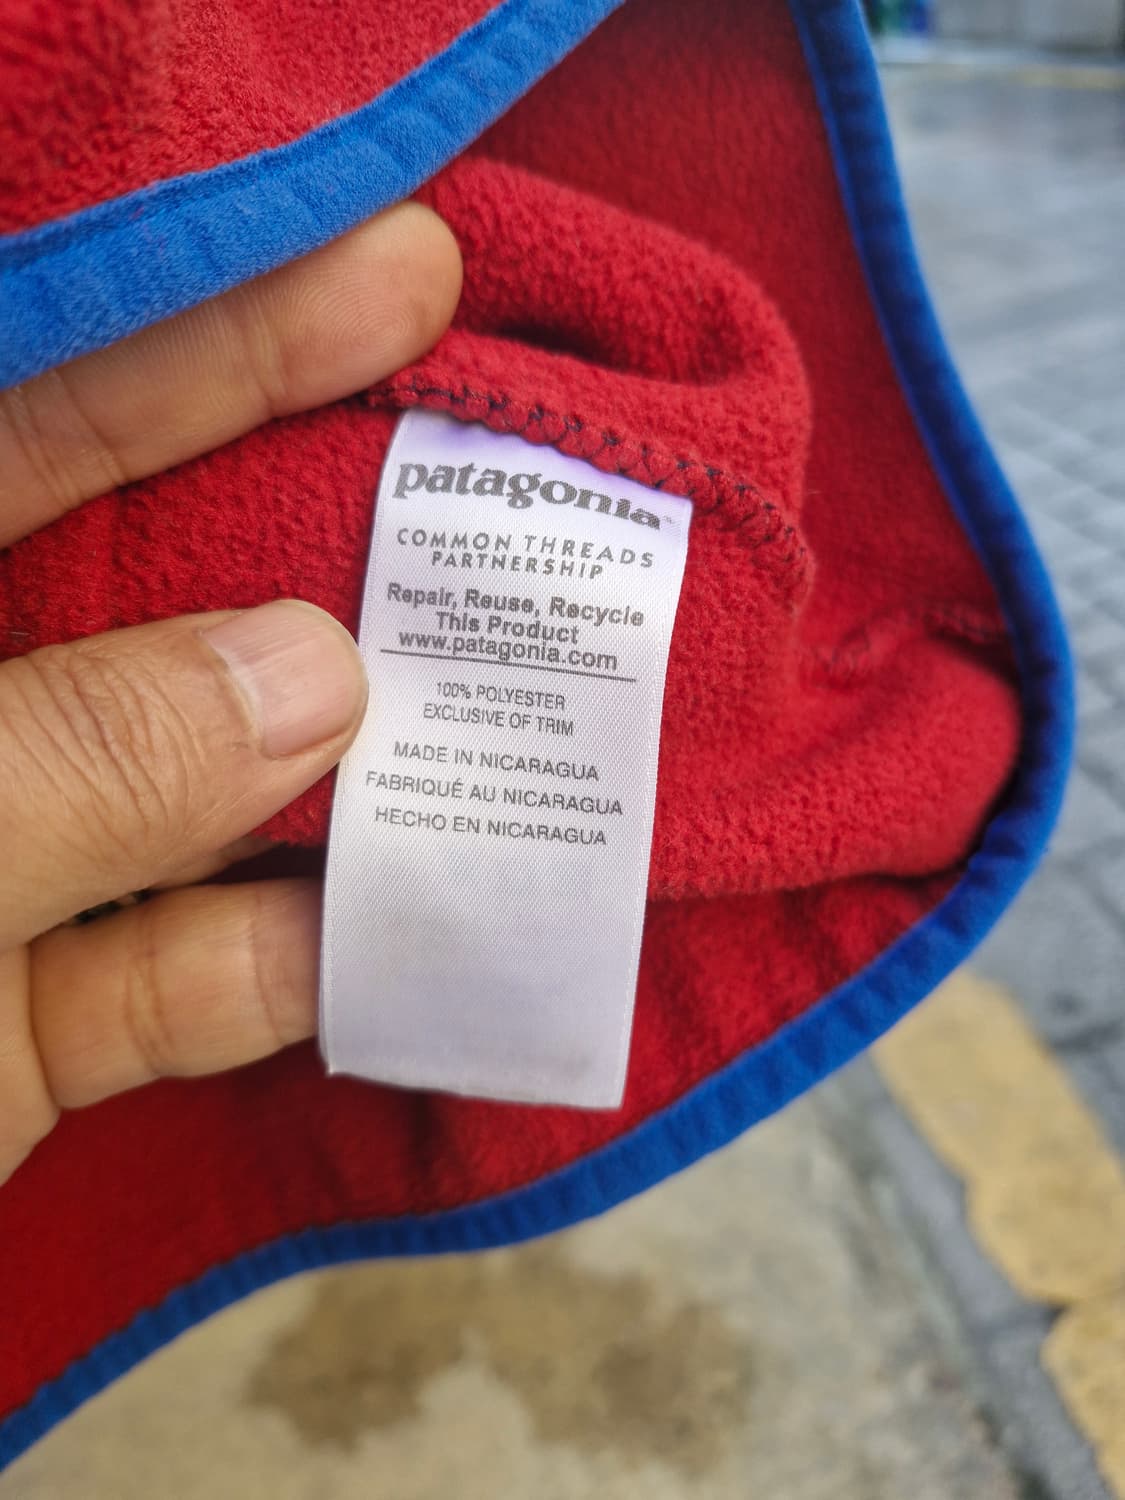 patagonia™
COMMON THREADS
PARTNERSHIP
Repair, Reuse, Recycle
This Product
www.patagonia.com
100% POLYESTER
EXCLUSIVE OF TRIM
MADE IN NICARAGUA
FABRIQUÉ AU NICARAGUA
HECHO EN NICARAGUA